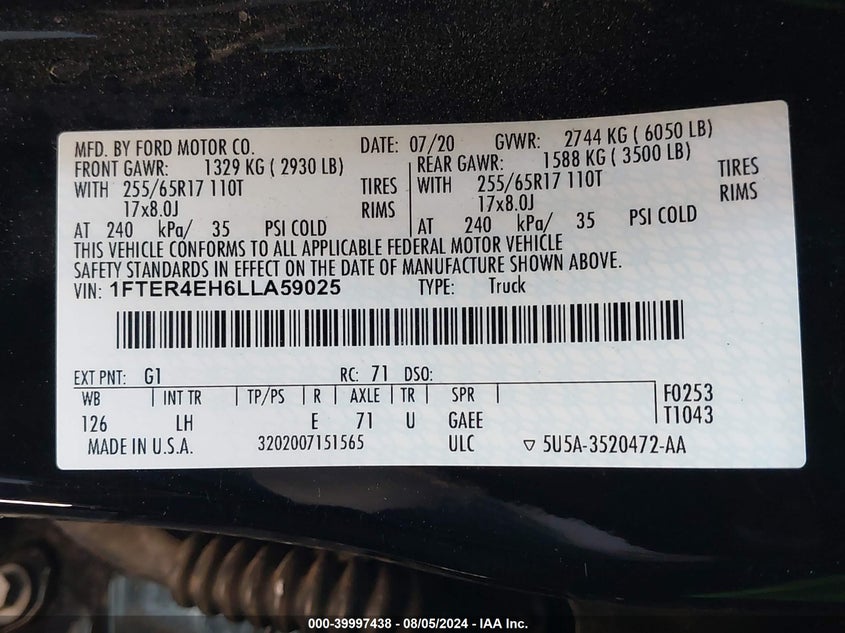 MFD. BY FORD MOTOR CO. DATE: 07/20 GVWR: 2744 KG ( 6050 LB)
FRONT GAWR: 1329 KG ( 2930 LB) REAR GAWR: 1588 KG ( 3500 LB)
WITH 255/65R17 110T TIRES WITH 255/65R17 110T TIRES
17x8.0J RIMS 17x8.0J RIMS
AT 240 kPa/ 35 PSI COLD AT 240 kPa/ 35 PSI COLD
THIS VEHICLE CONFORMS TO ALL APPLICABLE FEDERAL MOTOR VEHICLE
SAFETY STANDARDS IN EFFECT ON THE DATE OF MANUFACTURE SHOWN ABOVE.
VIN: 1FTER4EH6LLA59025 TYPE: Truck
EXT PNT: G1 RC: 71 DSO:
WB INT TR TP/PS R AXLE TR SPR F0253
126 LH E 71 U GAEE T1043
MADE IN U.S.A. 3202007151565 ULC 5U5A-3520472-AA
000-39997438 - 08/05/2024 - IAA Inc.